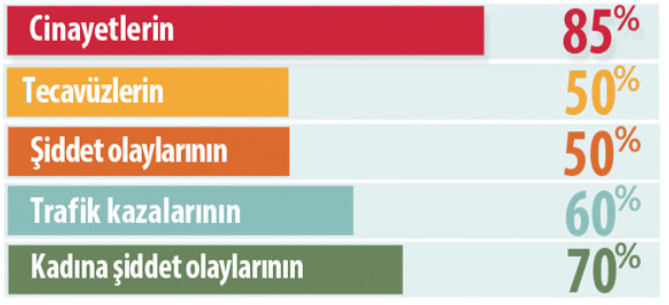 Cinayetlerin 85%
Tecavüzlerin 50%
Şiddet olaylarının 50%
Trafik kazalarının 60%
Kadına şiddet olaylarının 70%